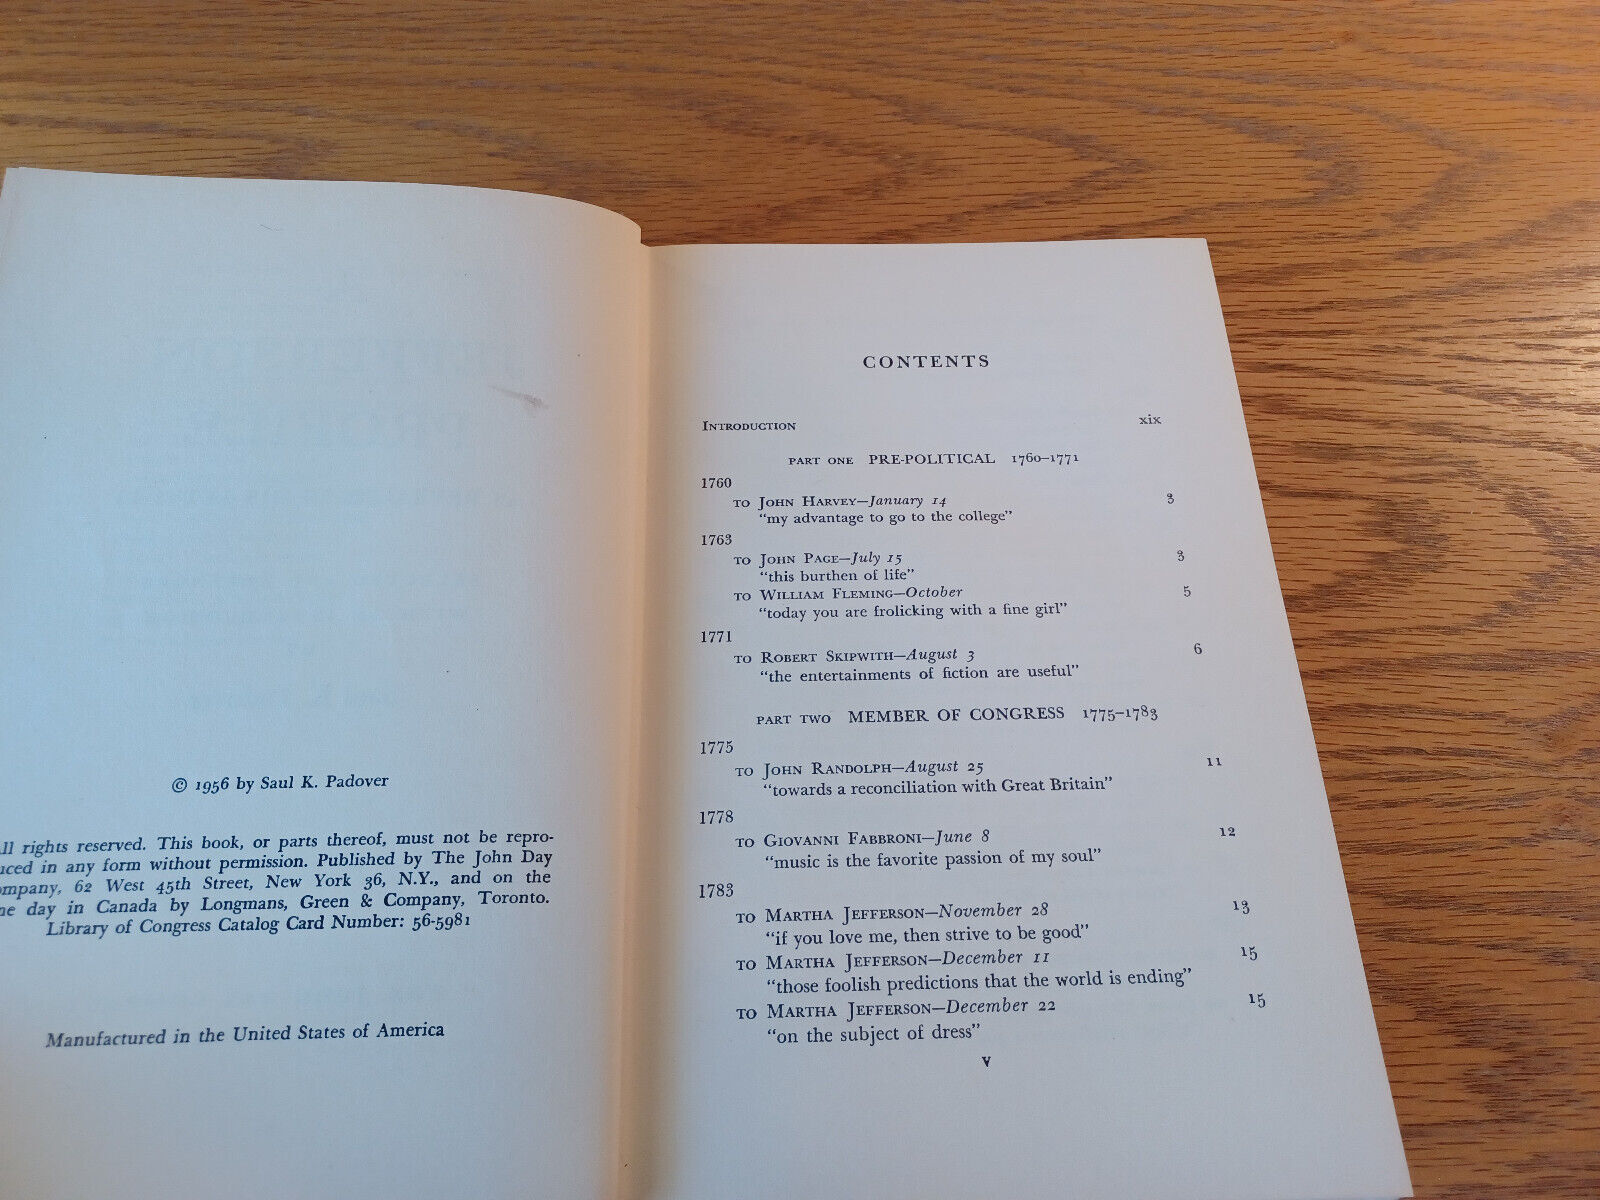 © 1956 by Saul K. Padover
ll rights reserved. This book, or parts thereof, must not be repro-
uced in any form without permission. Published by The John Day
ompany, 62 West 45th Street, New York 36, N.Y., and on the
ne day in Canada by Longmans, Green & Company, Toronto.
Library of Congress Catalog Card Number: 56-5981
Manufactured in the United States of America
CONTENTS
INTRODUCTION xix
PART ONE PRE-POLITICAL 1760–1771
1760
TO JOHN HARVEY—January 14 3
“my advantage to go to the college”
1763
TO JOHN PAGE—July 15 3
“this burthen of life”
TO WILLIAM FLEMING—October 5
“today you are frolicking with a fine girl”
1771
TO ROBERT SKIPWITH—August 3 6
“the entertainments of fiction are useful”
PART TWO MEMBER OF CONGRESS 1775–1783
1775
TO JOHN RANDOLPH—August 25 11
“towards a reconciliation with Great Britain”
1778
TO GIOVANNI FABBRONI—June 8 12
“music is the favorite passion of my soul”
1783
TO MARTHA JEFFERSON—November 28 13
“if you love me, then strive to be good”
TO MARTHA JEFFERSON—December 11 15
“those foolish predictions that the world is ending”
TO MARTHA JEFFERSON—December 22 15
“on the subject of dress”
v